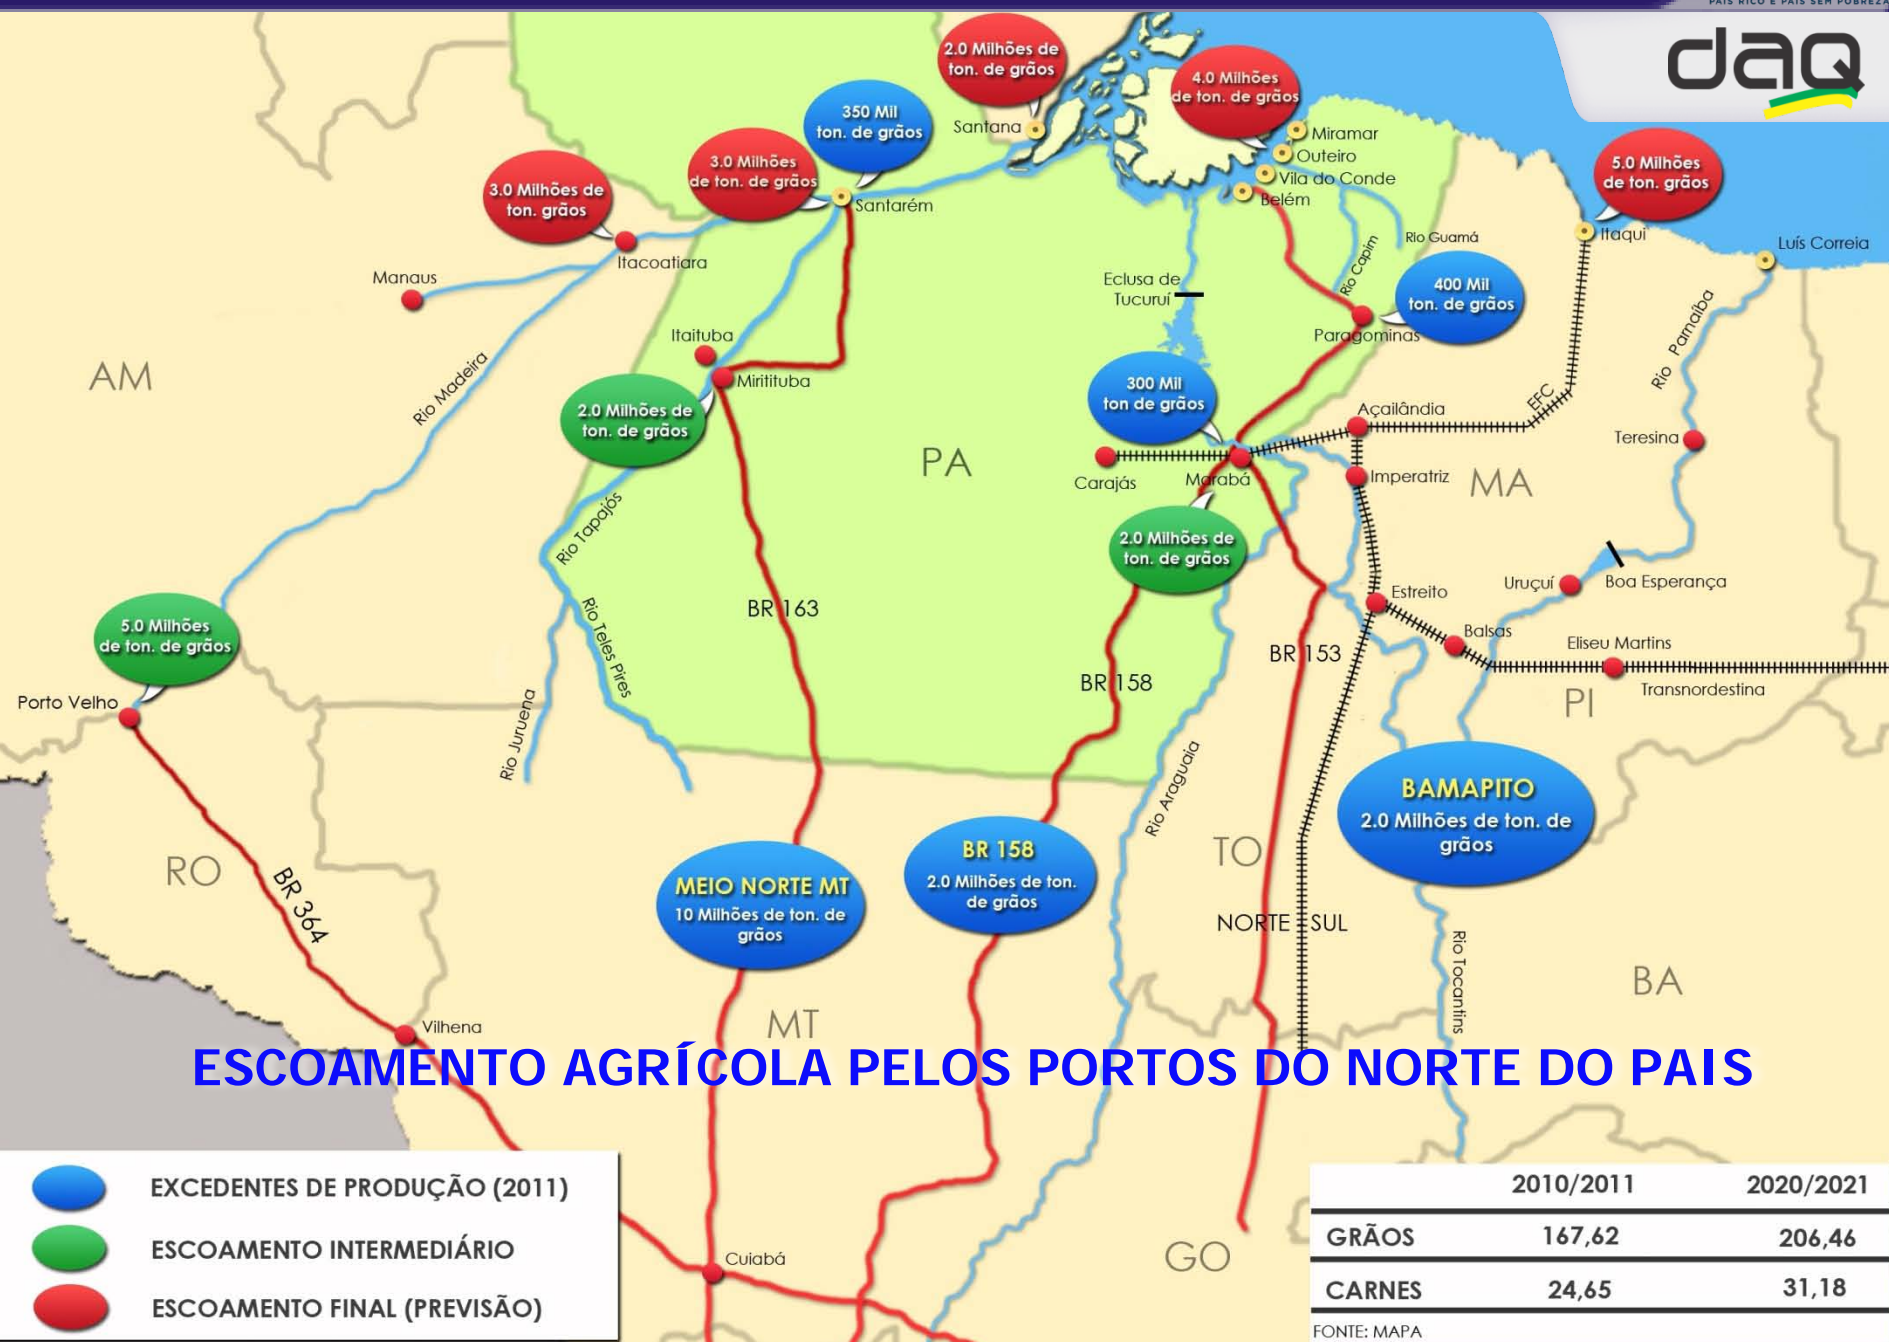 PAÍS RICO É PAÍS SEM POBREZA
daQ
2.0 Milhões de
ton. de grãos
4.0 Milhões
de ton. de grãos
350 Mil
ton. de grãos
Santana
Miramar
Outeiro
Vila do Conde
Belém
5.0 Milhões
de ton. de grãos
3.0 Milhões
de ton. de grãos
3.0 Milhões de
ton. grãos
Santarém
Itaqui
Luís Correia
Itacoatiara
Manaus
Rio Guamá
Rio Capim
Eclusa de
Tucuruí
400 Mil
ton. de grãos
Paragominas
Rio Parnaíba
Itaituba
Miritituba
AM
Rio Madeira
2.0 Milhões de
ton. de grãos
300 Mil
ton de grãos
Açailândia
EFC
Teresina
PA
Carajás
Marabá
Imperatriz
MA
Rio Tapajós
2.0 Milhões de
ton. de grãos
Uruçuí
Boa Esperança
Estreito
BR 163
Rio Teles Pires
5.0 Milhões
de ton. de grãos
Balsas
Eliseu Martins
BR 153
BR 158
Transnordestina
PI
Porto Velho
Rio Juruena
Rio Araguaia
BAMAPITO
2.0 Milhões de ton. de
grãos
RO
BR 364
MEIO NORTE MT
10 Milhões de ton. de
grãos
BR 158
2.0 Milhões de ton.
de grãos
TO
NORTE SUL
Rio Tocantins
BA
Vilhena
MT
ESCOAMENTO AGRÍCOLA PELOS PORTOS DO NORTE DO PAIS
EXCEDENTES DE PRODUÇÃO (2011)
ESCOAMENTO INTERMEDIÁRIO
ESCOAMENTO FINAL (PREVISÃO)
Cuiabá
GO
2010/2011 2020/2021
GRÃOS 167,62 206,46
CARNES 24,65 31,18
FONTE: MAPA